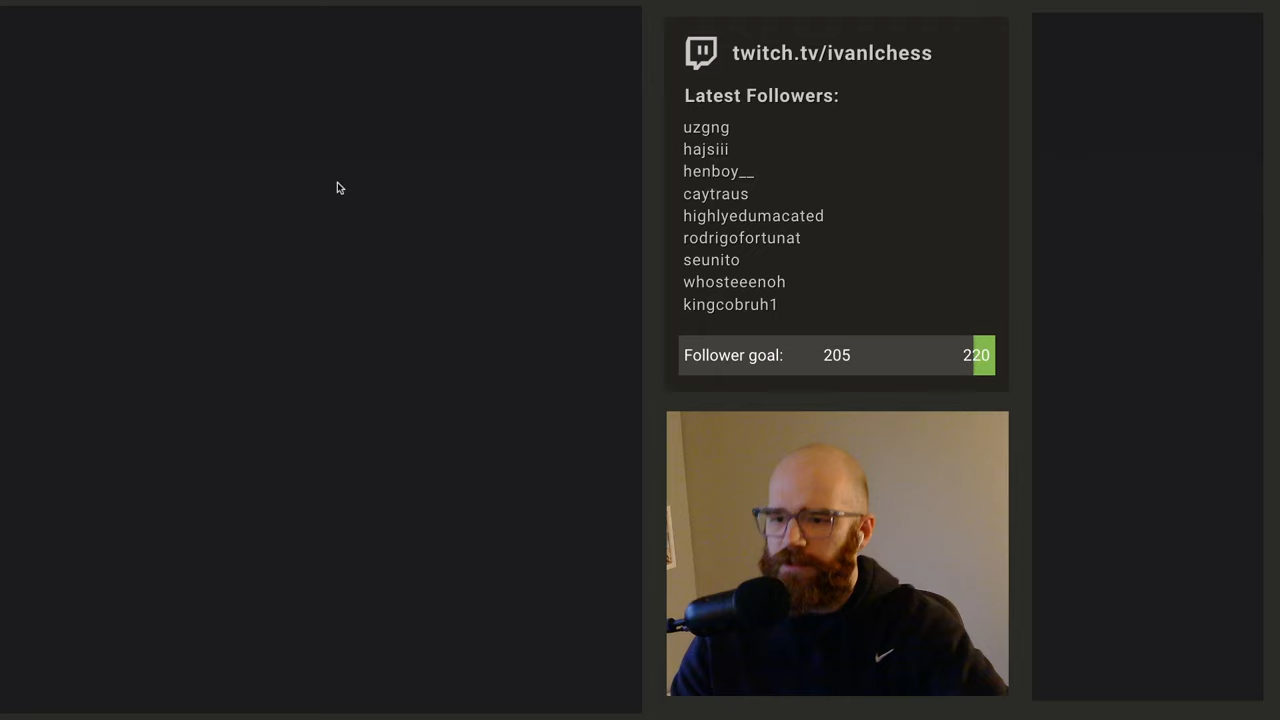 twitch.tv/ivanlchess
Latest Followers:
uzgng
hajsiii
henboy__
caytraus
highlyedumacated
rodrigofortunat
seunito
whosteeenoh
kingcobruh1
Follower goal: 205 220